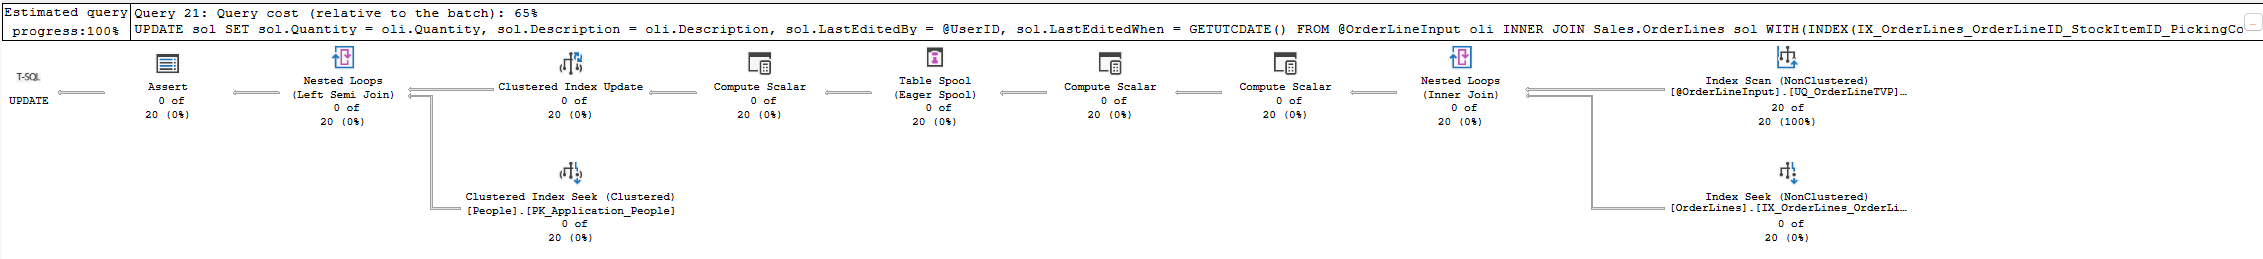 Estimated query
progress:100%
Query 21: Query cost (relative to the batch): 65%
UPDATE sol SET sol.Quantity = oli.Quantity, sol.Description = oli.Description, sol.LastEditedBy = @UserID, sol.LastEditedWhen = GETUTCDATE() FROM @OrderLineInput oli INNER JOIN Sales.OrderLines sol WITH(INDEX(IX_OrderLines_OrderLineID_StockItemID_PickingCo
...
T-SQL
UPDATE
Assert
0 of
20 (0%)
Nested Loops
(Left Semi Join)
0 of
20 (0%)
Clustered Index Update
0 of
20 (0%)
Compute Scalar
0 of
20 (0%)
Table Spool
(Eager Spool)
0 of
20 (0%)
Compute Scalar
0 of
20 (0%)
Compute Scalar
0 of
20 (0%)
Nested Loops
(Inner Join)
0 of
20 (0%)
Index Scan (NonClustered)
[@OrderLineInput].[UQ_OrderLineTVP]…
20 of
20 (100%)
Clustered Index Seek (Clustered)
[People].[PK_Application_People]
0 of
20 (0%)
Index Seek (NonClustered)
[OrderLines].[IX_OrderLines_OrderLi…
0 of
20 (0%)